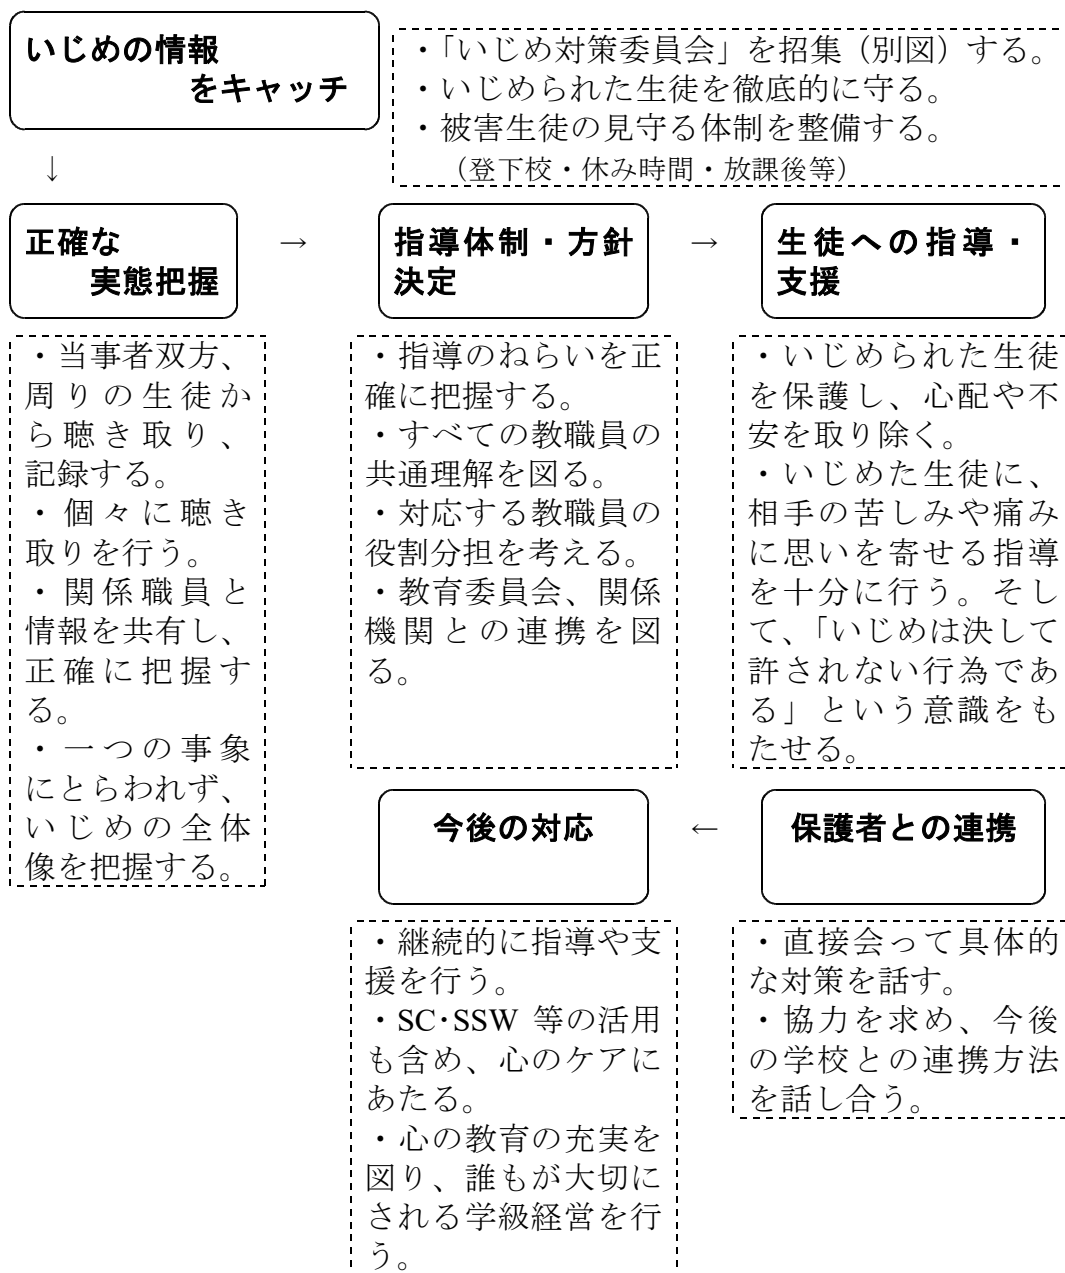 いじめの情報
をキャッチ
・「いじめ対策委員会」を招集（別図）する。
・いじめられた生徒を徹底的に守る。
・被害生徒の見守る体制を整備する。
（登下校・休み時間・放課後等）
↓
正確な
実態把握
→
指導体制・方針
決定
→
生徒への指導・
支援
・当事者双方、
周りの生徒か
ら聴き取り、
記録する。
・個々に聴き
取りを行う。
・関係職員と
情報を共有し、
正確に把握す
る。
・一つの事象
にとらわれず、
いじめの全体
像を把握する。
・指導のねらいを正
確に把握する。
・すべての教職員の
共通理解を図る。
・対応する教職員の
役割分担を考える。
・教育委員会、関係
機関との連携を図
る。
・いじめられた生徒
を保護し、心配や不
安を取り除く。
・いじめた生徒に、
相手の苦しみや痛み
に思いを寄せる指導
を十分に行う。そし
て、「いじめは決して
許されない行為であ
る」という意識をも
たせる。
今後の対応
←
保護者との連携
・継続的に指導や支
援を行う。
・SC・SSW 等の活用
も含め、心のケアに
あたる。
・心の教育の充実を
図り、誰もが大切に
される学級経営を行
う。
・直接会って具体的
な対策を話す。
・協力を求め、今後
の学校との連携方法
を話し合う。